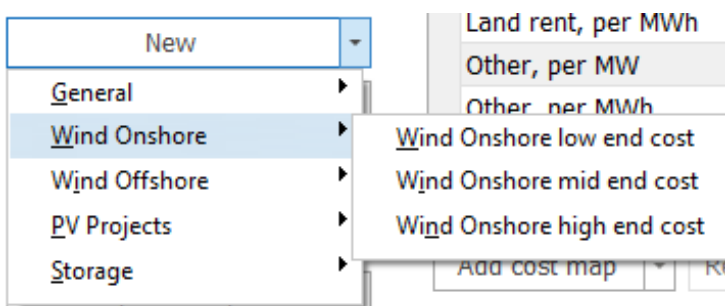 New
Land rent, per MWh
Other, per MW
Other, per MWh
General
Wind Onshore
Wind Offshore
PV Projects
Storage
Wind Onshore low end cost
Wind Onshore mid end cost
Wind Onshore high end cost
Add cost map